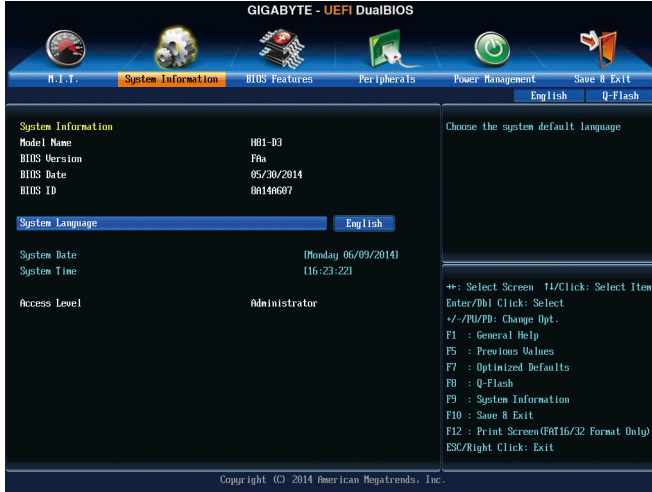 GIGABYTE - UEFI DualBIOS
M.I.T.
System Information
BIOS Features
Peripherals
Power Management
Save & Exit
English
Q-Flash
System Information
Model Name H81-D3
BIOS Version FAa
BIOS Date 05/30/2014
BIOS ID 8A14AG07
System Language English
System Date [Monday 06/09/2014]
System Time [16:23:22]
Access Level Administrator
Choose the system default language
→←: Select Screen ↑↓/Click: Select Item
Enter/Dbl Click: Select
+/-/PU/PD: Change Opt.
F1 : General Help
F5 : Previous Values
F7 : Optimized Defaults
F8 : Q-Flash
F9 : System Information
F10 : Save & Exit
F12 : Print Screen(FAT16/32 Format Only)
ESC/Right Click: Exit
Copyright (C) 2014 American Megatrends, Inc.